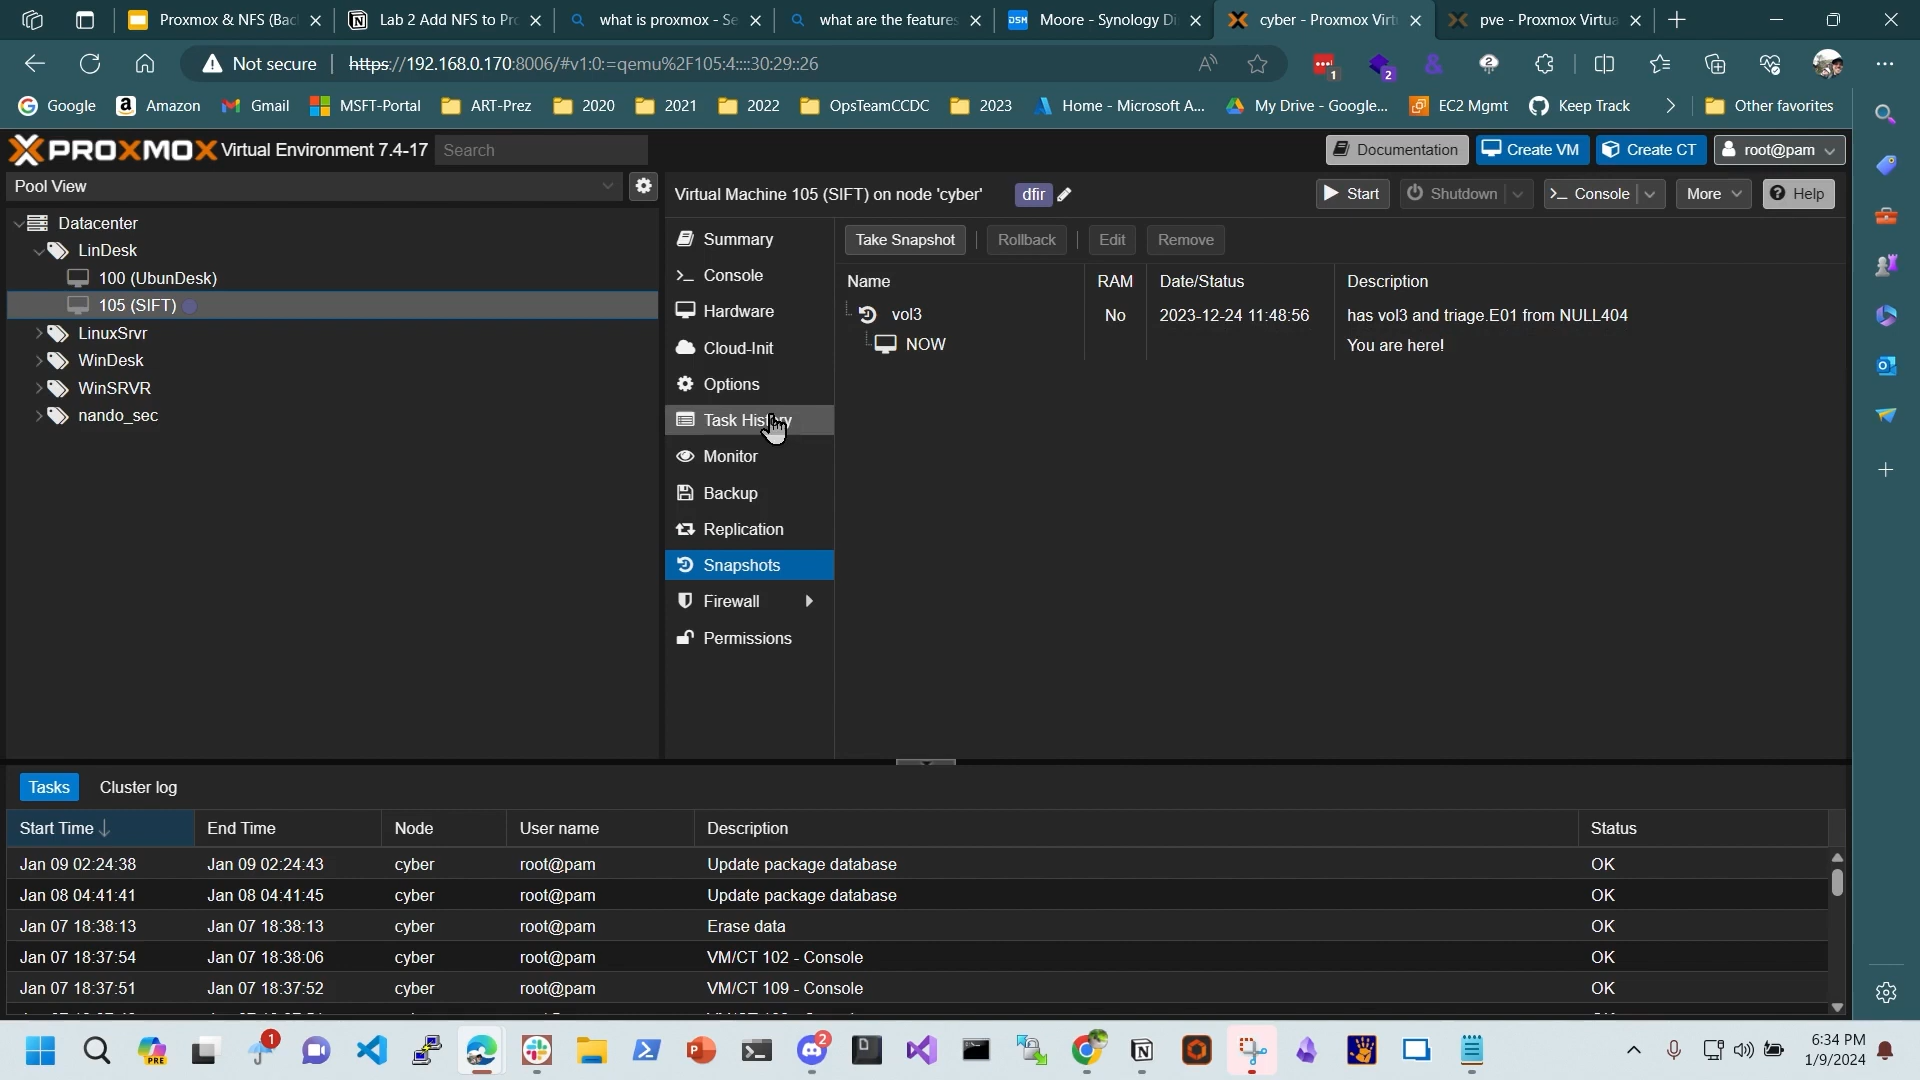 Proxmox & NFS (Bac
Lab 2 Add NFS to Pr
what is proxmox - Se
what are the features
DSM Moore - Synology D
cyber - Proxmox Virt
pve - Proxmox Virtua
Not secure https://192.168.0.170:8006/#v1:0:=qemu%2F105:4::::30:29::26
1
2
2
Google
Amazon
Gmail
MSFT-Portal
ART-Prez
2020
2021
2022
OpsTeamCCDC
2023
Home - Microsoft A...
My Drive - Google...
EC2 Mgmt
Keep Track
Other favorites
PROXMOX Virtual Environment 7.4-17 Search
Documentation Create VM Create CT root@pam
Pool View
Datacenter
LinDesk
100 (UbunDesk)
105 (SIFT)
LinuxSrvr
WinDesk
WinSRVR
nando_sec
Virtual Machine 105 (SIFT) on node 'cyber' dfir
Start Shutdown Console More Help
Summary
Console
Hardware
Cloud-Init
Options
Task History
Monitor
Backup
Replication
Snapshots
Firewall
Permissions
Take Snapshot Rollback Edit Remove
Name RAM Date/Status Description
vol3 No 2023-12-24 11:48:56 has vol3 and triage.E01 from NULL404
NOW You are here!
Tasks Cluster log
Start Time End Time Node User name Description Status
Jan 09 02:24:38 Jan 09 02:24:43 cyber root@pam Update package database OK
Jan 08 04:41:41 Jan 08 04:41:45 cyber root@pam Update package database OK
Jan 07 18:38:13 Jan 07 18:38:13 cyber root@pam Erase data OK
Jan 07 18:37:54 Jan 07 18:38:06 cyber root@pam VM/CT 102 - Console OK
Jan 07 18:37:51 Jan 07 18:37:52 cyber root@pam VM/CT 109 - Console OK
PRE
1
2
6:34 PM
1/9/2024